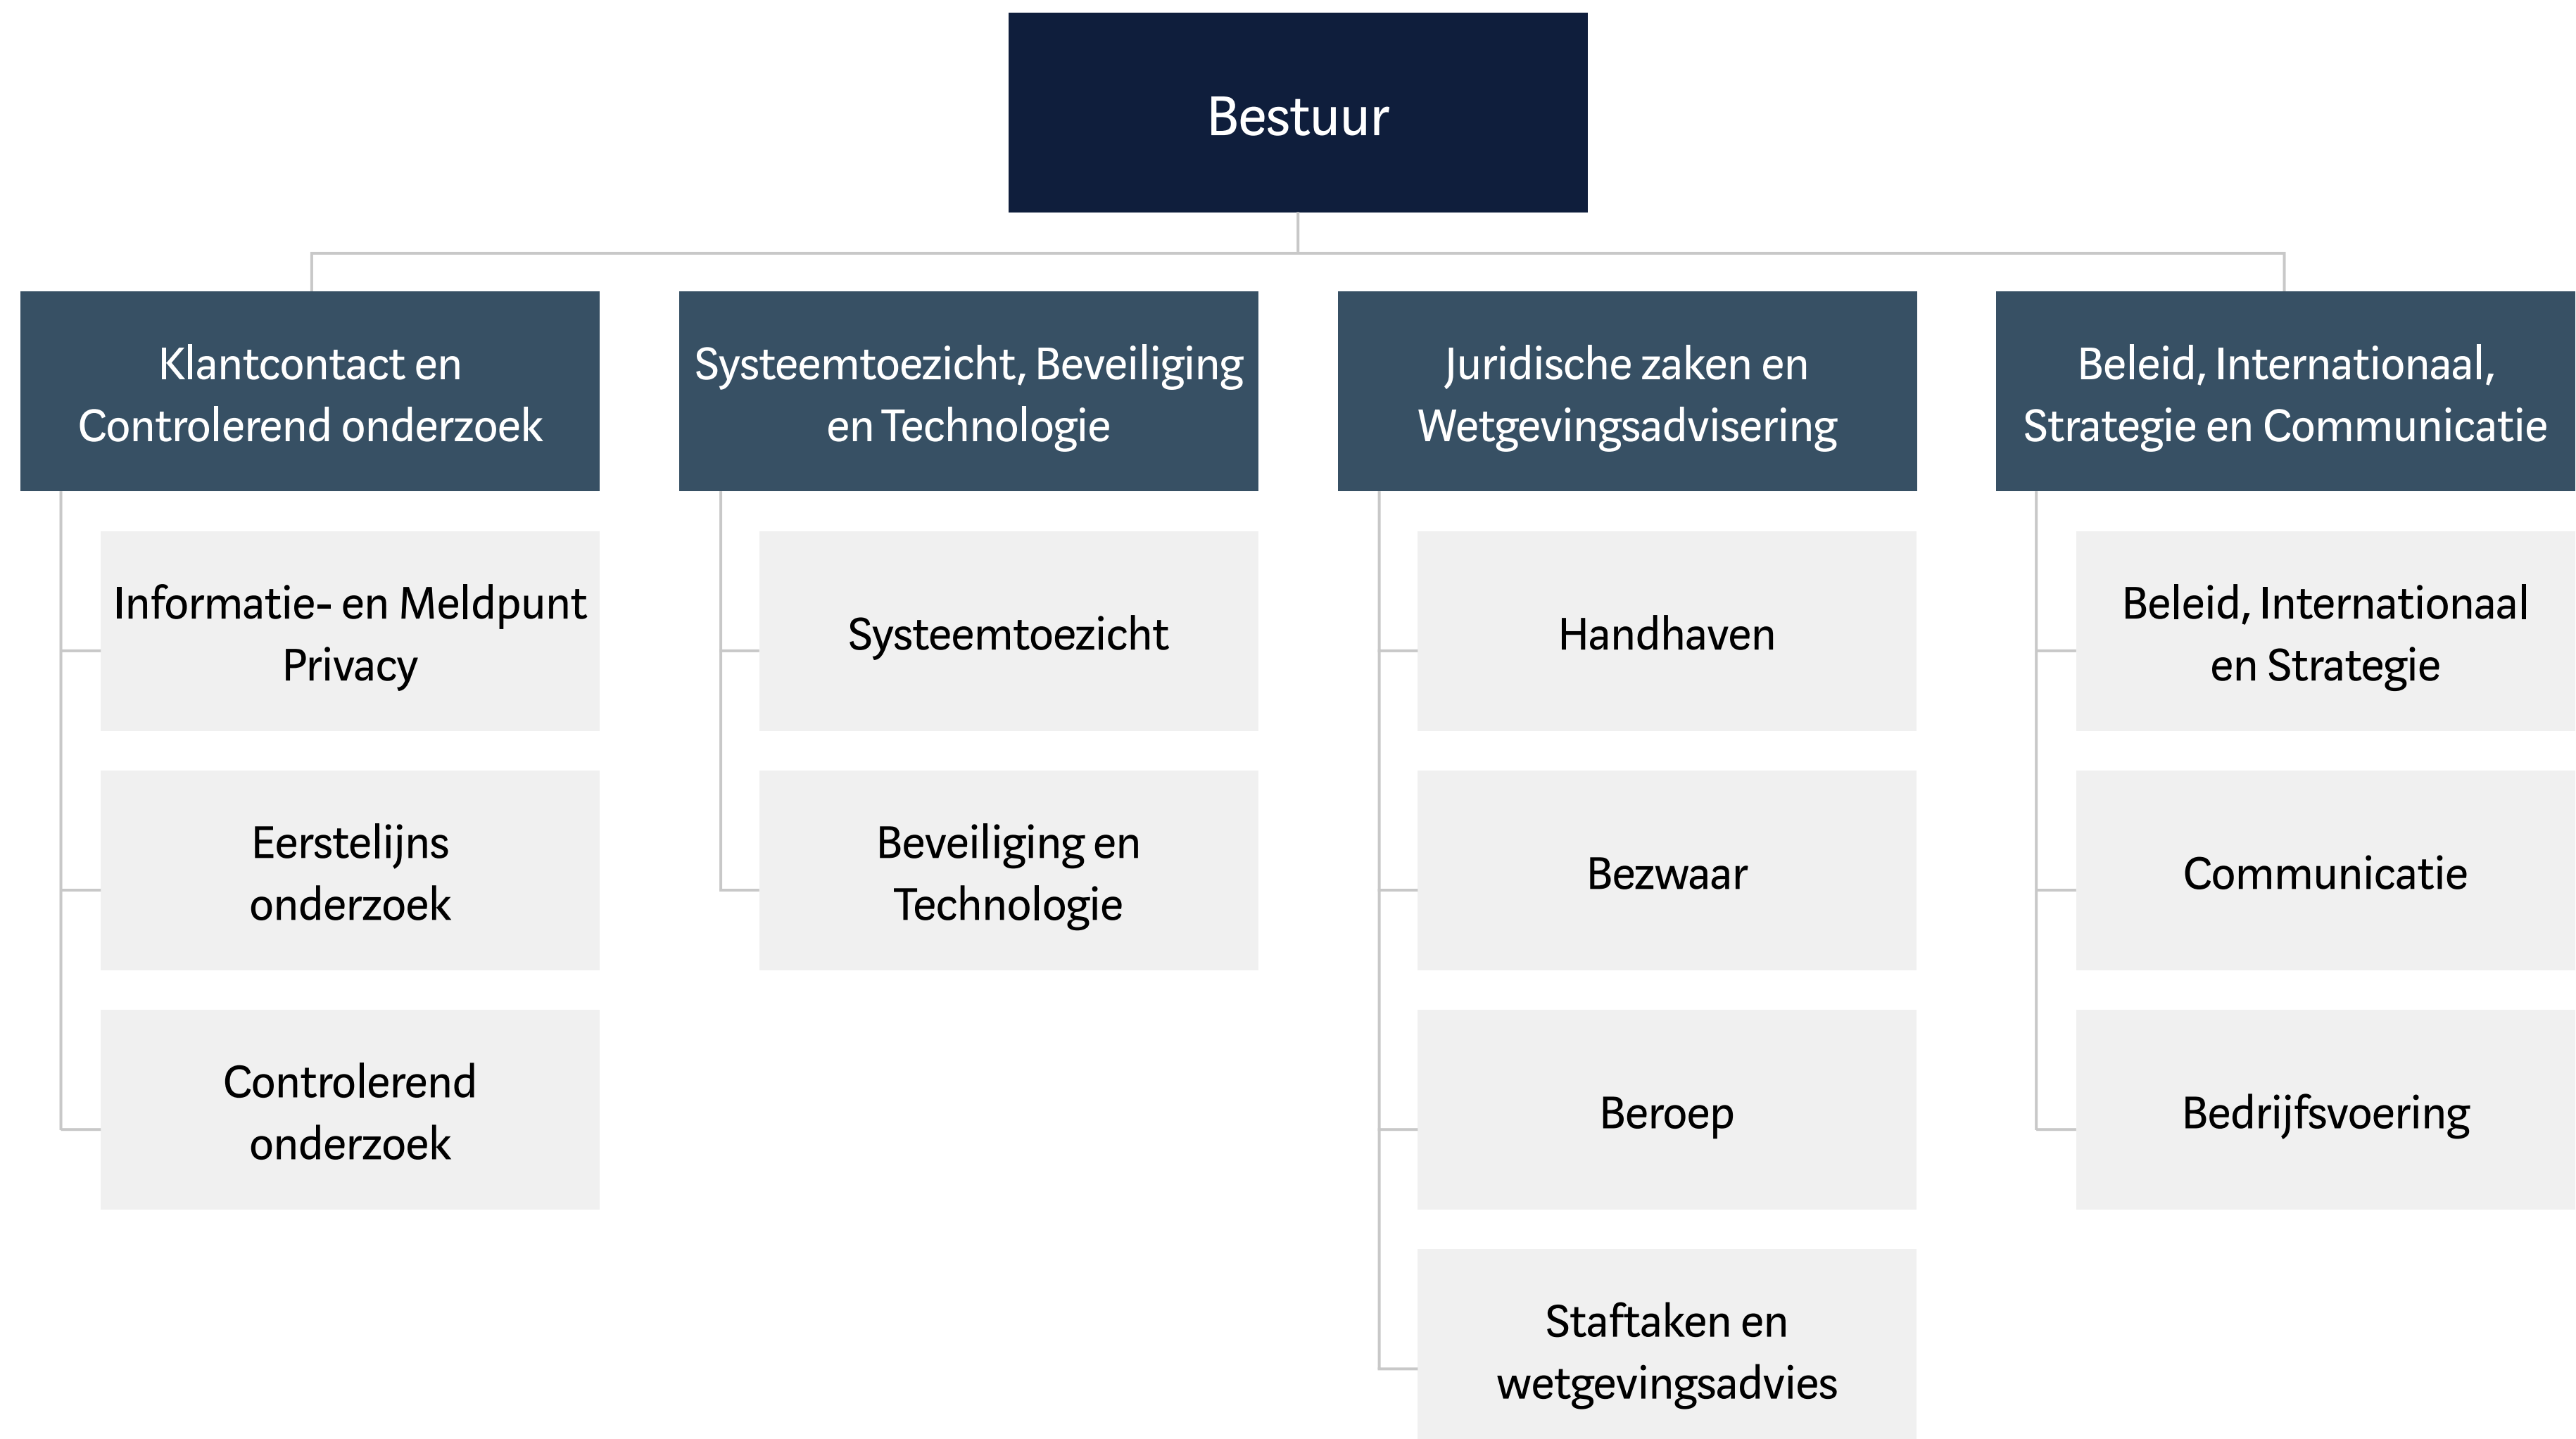 Bestuur
Klantcontact en
Controlerend onderzoek
Informatie- en Meldpunt
Privacy
Eerstelijns
onderzoek
Controlerend
onderzoek
Systeemtoezicht, Beveiliging
en Technologie
Systeemtoezicht
Beveiliging en
Technologie
Juridische zaken en
Wetgevingsadvisering
Handhaven
Bezwaar
Beroep
Staftaken en
wetgevingsadvies
Beleid, Internationaal,
Strategie en Communicatie
Beleid, Internationaal
en Strategie
Communicatie
Bedrijfsvoering